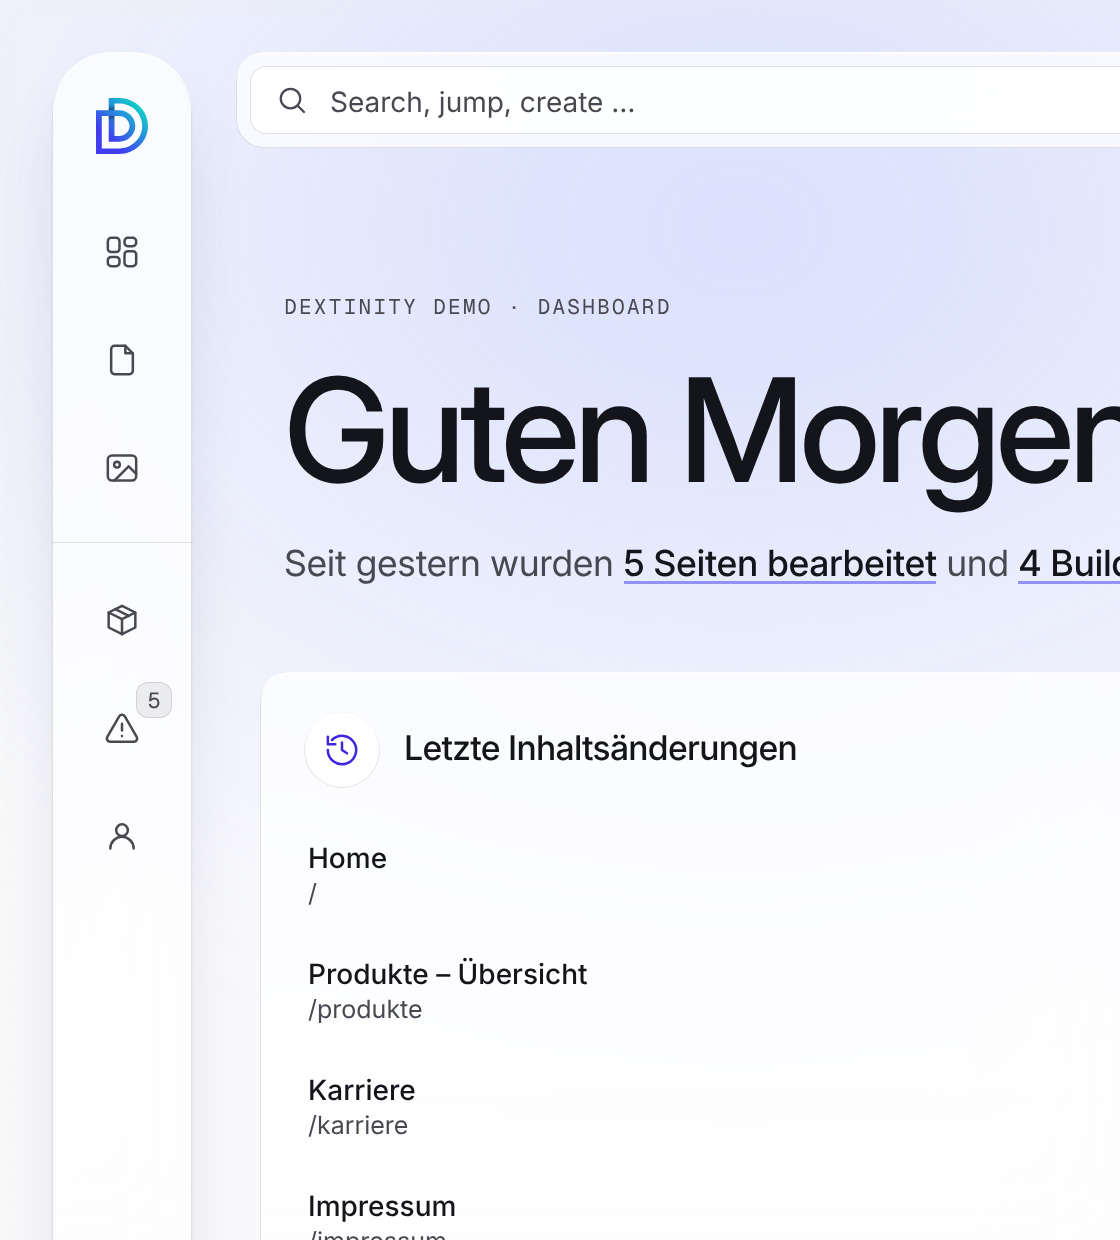 Search, jump, create ...
DEXTINITY DEMO · DASHBOARD
Guten Morgen
Seit gestern wurden 5 Seiten bearbeitet und 4
5
Letzte Inhaltsänderungen
Home
/
Produkte – Übersicht
/produkte
Karriere
/karriere
Impressum
/impressum